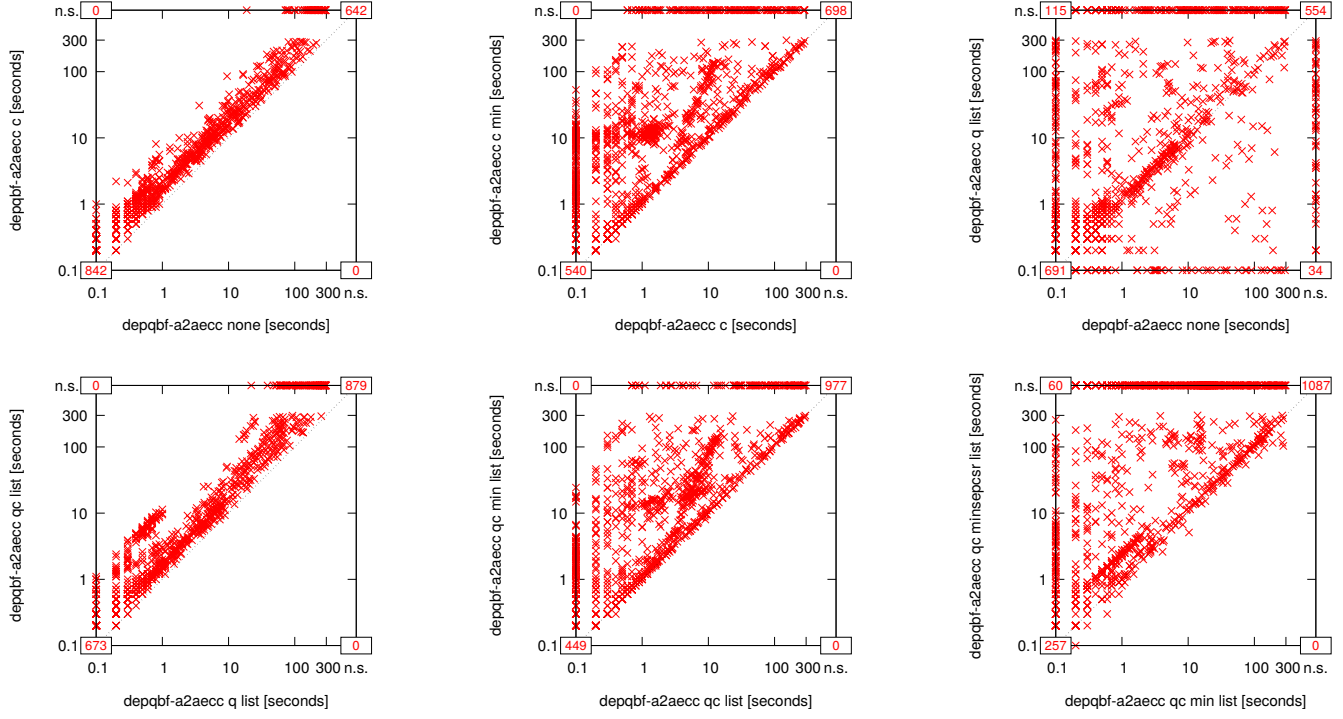 n.s. 0 642
300
100
10
1
0.1
842 0
0.1 1 10 100 300 n.s.
depqbf-a2aecc none [seconds]
depqbf-a2aecc c [seconds]
n.s. 0 698
300
100
10
1
0.1
540 0
0.1 1 10 100 300 n.s.
depqbf-a2aecc c [seconds]
depqbf-a2aecc c min [seconds]
n.s. 115 554
300
100
10
1
0.1
691 34
0.1 1 10 100 300 n.s.
depqbf-a2aecc none [seconds]
depqbf-a2aecc q list [seconds]
n.s. 0 879
300
100
10
1
0.1
673 0
0.1 1 10 100 300 n.s.
depqbf-a2aecc q list [seconds]
depqbf-a2aecc qc list [seconds]
n.s. 0 977
300
100
10
1
0.1
449 0
0.1 1 10 100 300 n.s.
depqbf-a2aecc qc list [seconds]
depqbf-a2aecc qc min list [seconds]
n.s. 60 1087
300
100
10
1
0.1
257 0
0.1 1 10 100 300 n.s.
depqbf-a2aecc qc min list [seconds]
depqbf-a2aecc qc minsepcsr list [seconds]